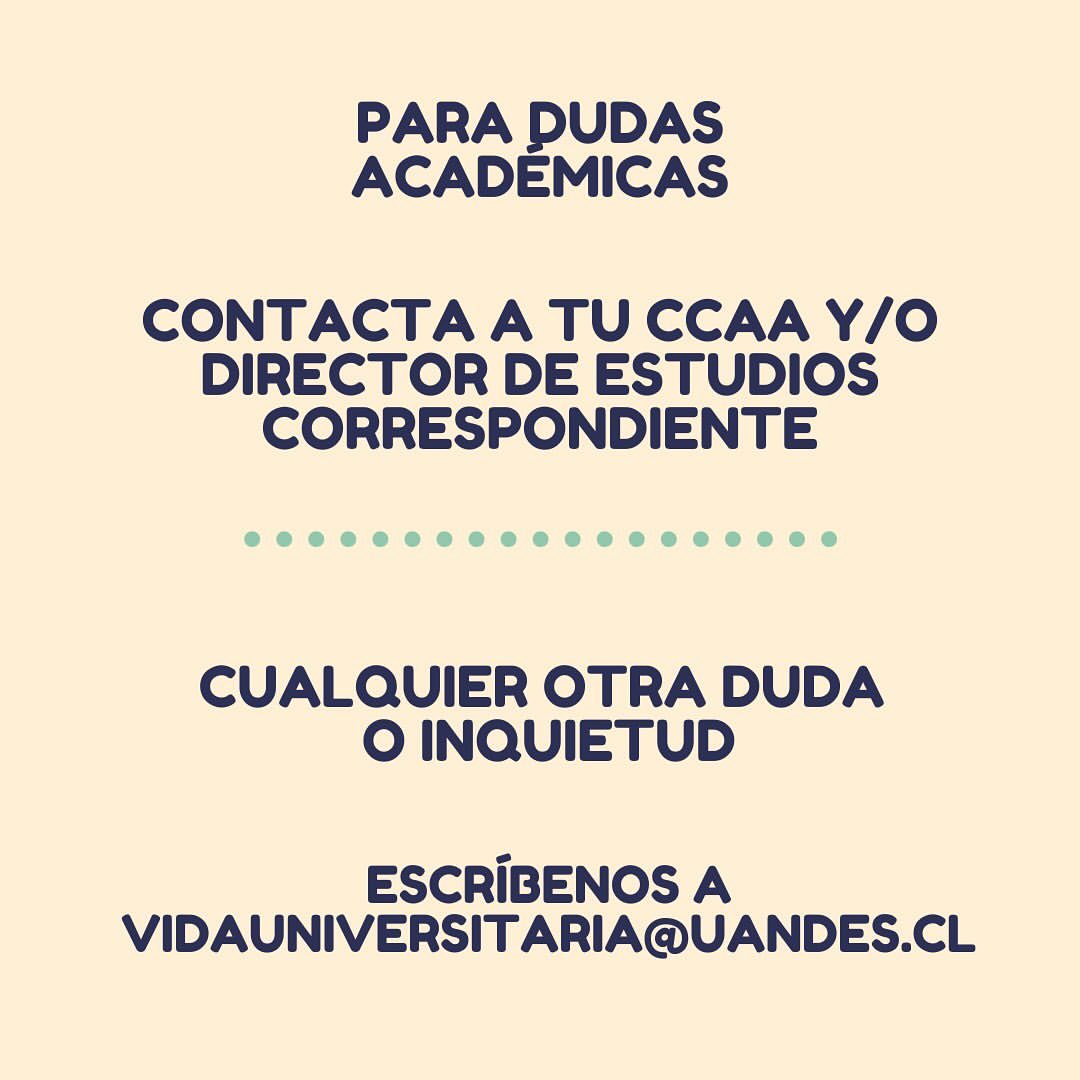 PARA DUDAS
ACADÉMICAS
CONTACTA A TU CCAA Y/O
DIRECTOR DE ESTUDIOS
CORRESPONDIENTE
CUALQUIER OTRA DUDA
O INQUIETUD
ESCRÍBENOS A
VIDAUNIVERSITARIA@UANDES.CL